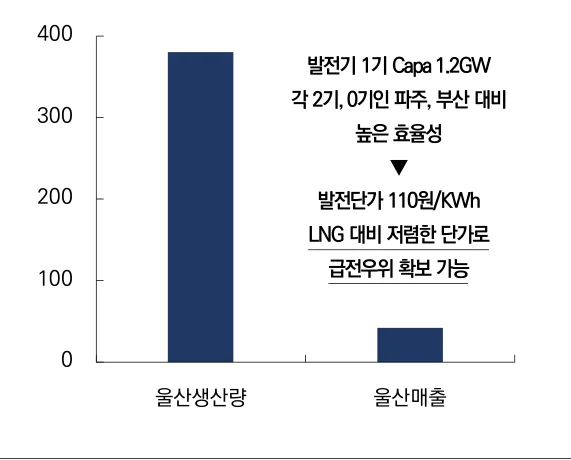 400
300
200
100
0
발전기 1기 Capa 1.2GW
각 2기, 0기인 파주, 부산 대비
높은 효율성
▼
발전단가 110원/KWh
LNG 대비 저렴한 단가로
급전우위 확보 가능
울산생산량 울산매출